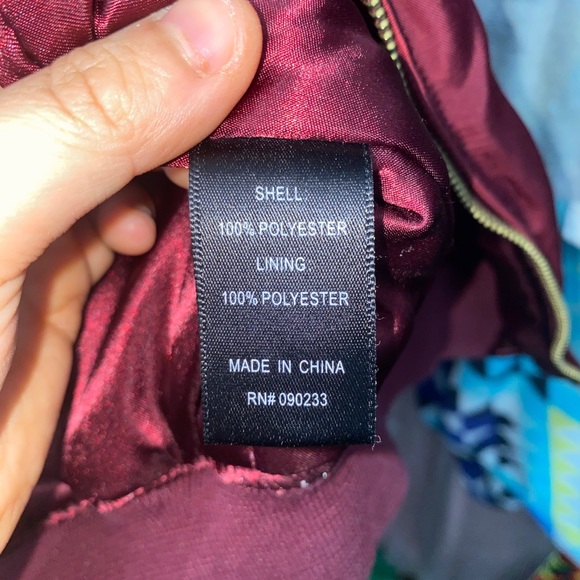 SHELL
100% POLYESTER
LINING
100% POLYESTER
MADE IN CHINA
RN# 090233